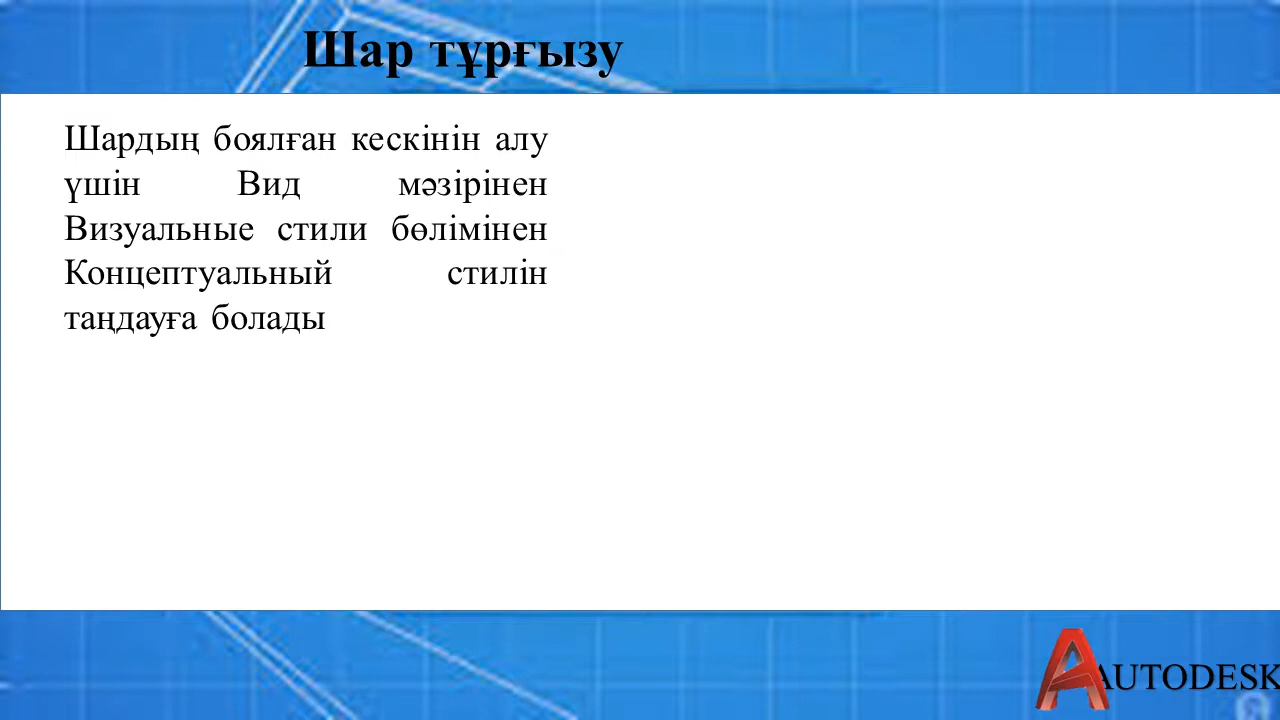 Шар тұрғызу
Шардың боялған кескінін алу
үшін Вид мәзірінен
Визуальные стили бөлімінен
Концептуальный стилін
таңдауға болады
AUTODESK